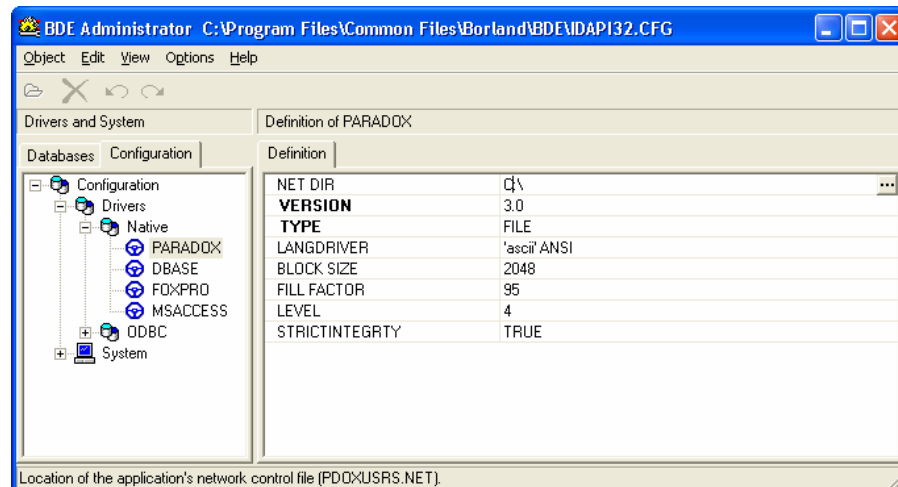 BDE Administrator C:\Program Files\Common Files\Borland\BDE\IDAPI32.CFG
Object Edit View Options Help
Drivers and System
Definition of PARADOX
Databases Configuration
Definition
Configuration
Drivers
Native
PARADOX
DBASE
FOXPRO
MSACCESS
ODBC
System
NET DIR C:\
VERSION 3.0
TYPE FILE
LANGDRIVER 'ascii' ANSI
BLOCK SIZE 2048
FILL FACTOR 95
LEVEL 4
STRICTINTEGRTY TRUE
Location of the application's network control file (PDOXUSRS.NET).